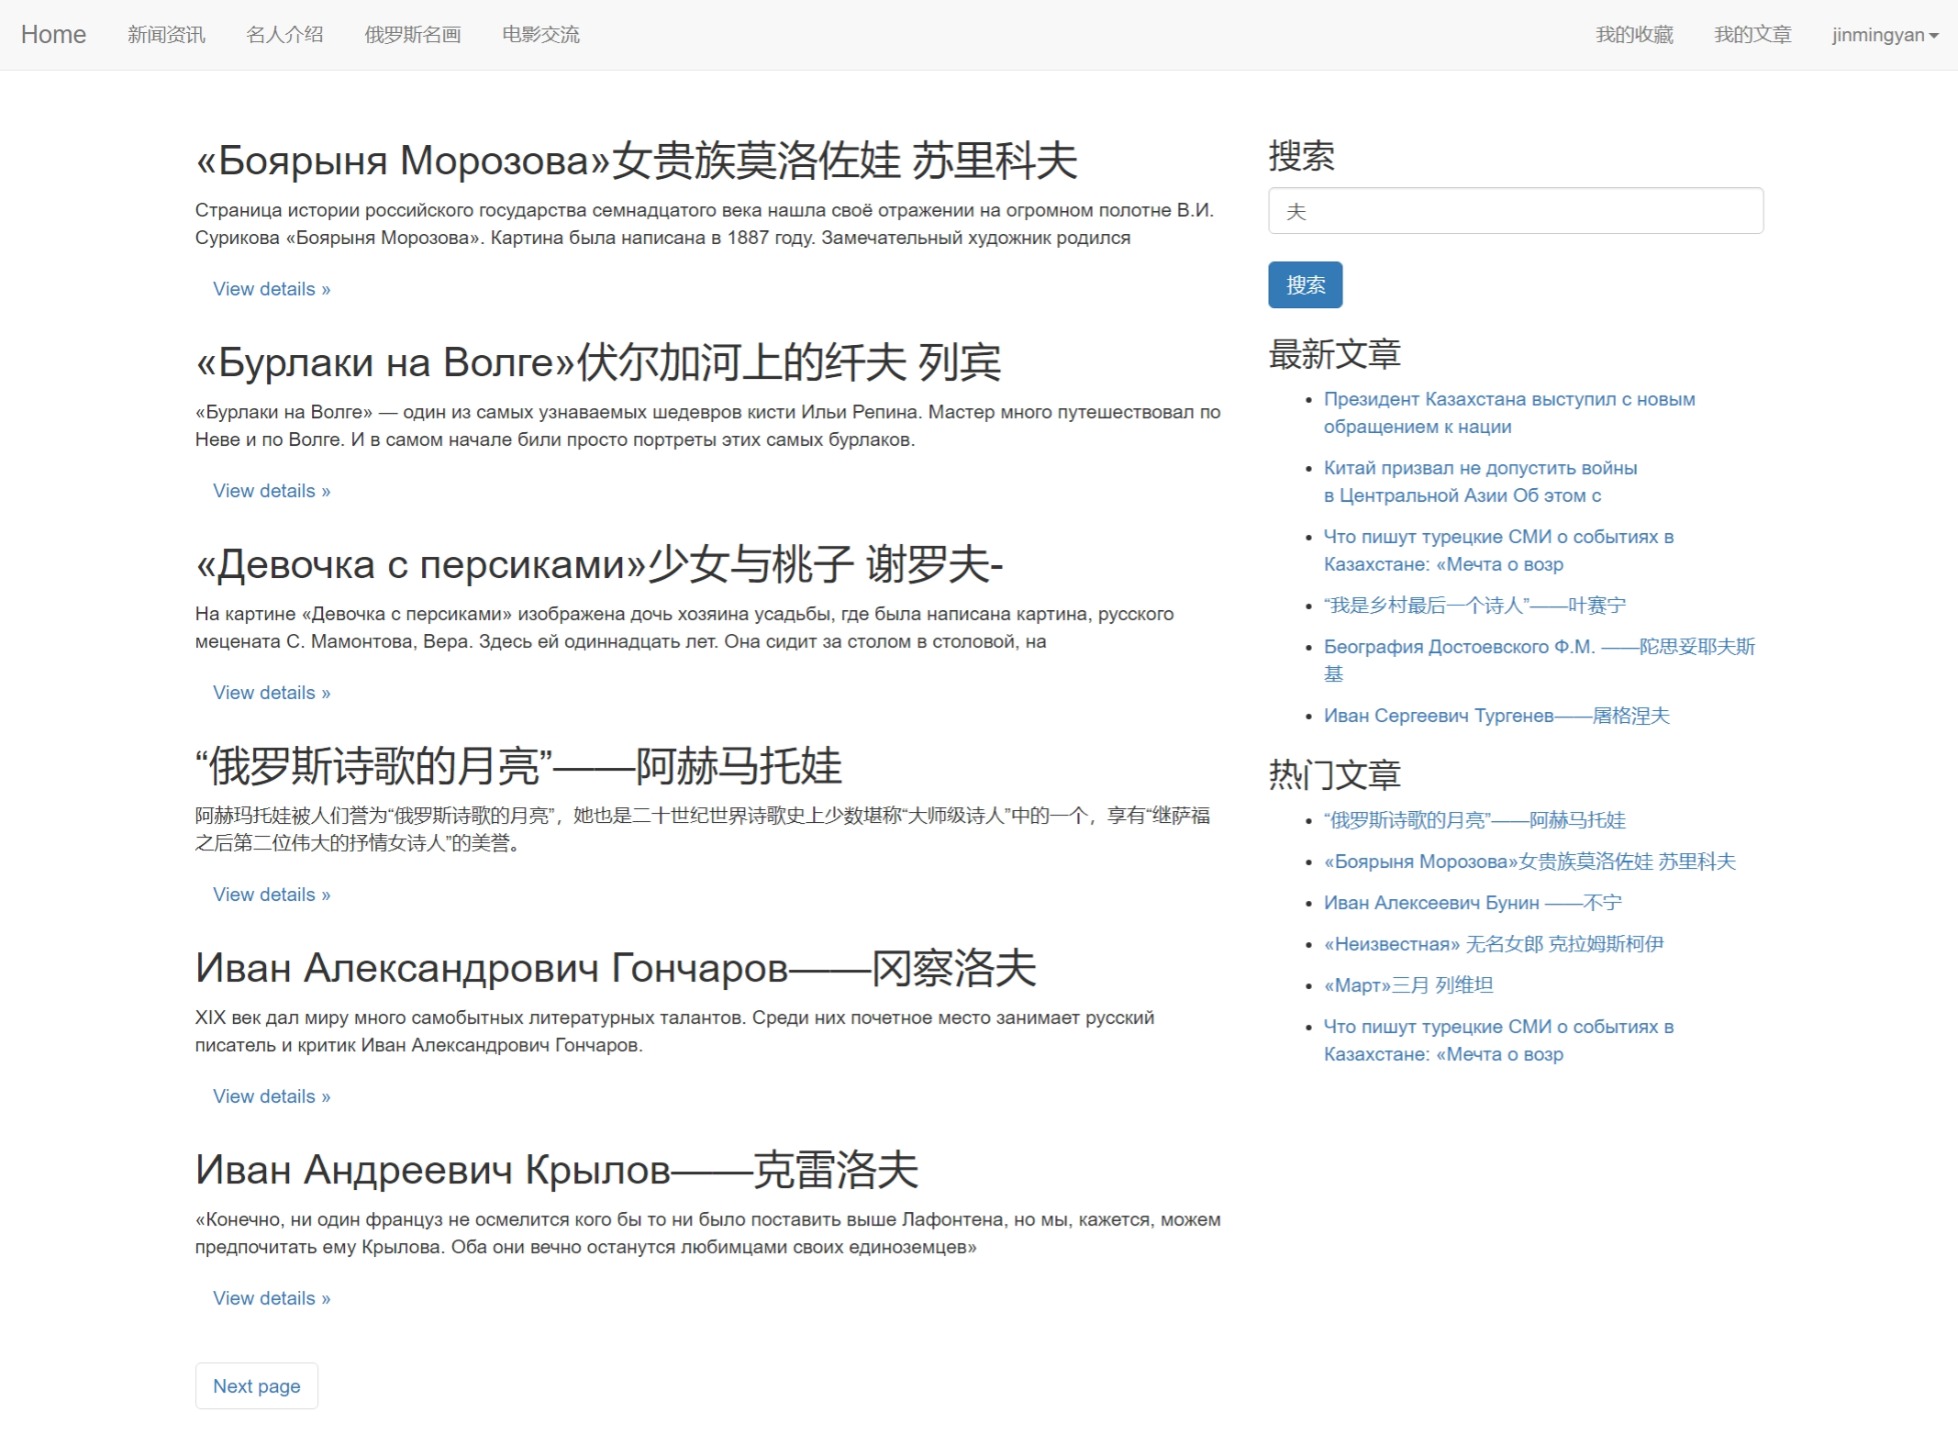 Home 新闻资讯 名人介绍 俄罗斯名画 电影交流 我的收藏 我的文章 jinmingyan
«Боярыня Морозова»女贵族莫洛佐娃 苏里科夫
Страница истории российского государства семнадцатого века нашла своё отражении на огромном полотне В.И.
Сурикова «Боярыня Морозова». Картина была написана в 1887 году. Замечательный художник родился
View details »
«Бурлаки на Волге»伏尔加河上的纤夫 列宾
«Бурлаки на Волге» — один из самых узнаваемых шедевров кисти Ильи Репина. Мастер много путешествовал по
Неве и по Волге. И в самом начале били просто портреты этих самых бурлаков.
View details »
«Девочка с персиками»少女与桃子 谢罗夫-
На картине «Девочка с персиками» изображена дочь хозяина усадьбы, где была написана картина, русского
мецената С. Мамонтова, Вера. Здесь ей одиннадцать лет. Она сидит за столом в столовой, на
View details »
“俄罗斯诗歌的月亮”——阿赫马托娃
阿赫玛托娃被人们誉为“俄罗斯诗歌的月亮”，她也是二十世纪世界诗歌史上少数堪称“大师级诗人”中的一个，享有“继萨福
之后第二位伟大的抒情女诗人”的美誉。
View details »
Иван Александрович Гончаров——冈察洛夫
XIX век дал миру много самобытных литературных талантов. Среди них почетное место занимает русский
писатель и критик Иван Александрович Гончаров.
View details »
Иван Андреевич Крылов——克雷洛夫
«Конечно, ни один француз не осмелится кого бы то ни было поставить выше Лафонтена, но мы, кажется, можем
предпочитать ему Крылова. Оба они вечно останутся любимцами своих единоземцев»
View details »
Next page
搜索
夫
搜索
最新文章
Президент Казахстана выступил с новым
обращением к нации
Китай призвал не допустить войны
в Центральной Азии Об этом с
Что пишут турецкие СМИ о событиях в
Казахстане: «Мечта о возр
“我是乡村最后一个诗人”——叶赛宁
Беография Достоевского Ф.М. ——陀思妥耶夫斯
基
Иван Сергеевич Тургенев——屠格涅夫
热门文章
“俄罗斯诗歌的月亮”——阿赫马托娃
«Боярыня Морозова»女贵族莫洛佐娃 苏里科夫
Иван Алексеевич Бунин ——不宁
«Неизвестная» 无名女郎 克拉姆斯柯伊
«Март»三月 列维坦
Что пишут турецкие СМИ о событиях в
Казахстане: «Мечта о возр